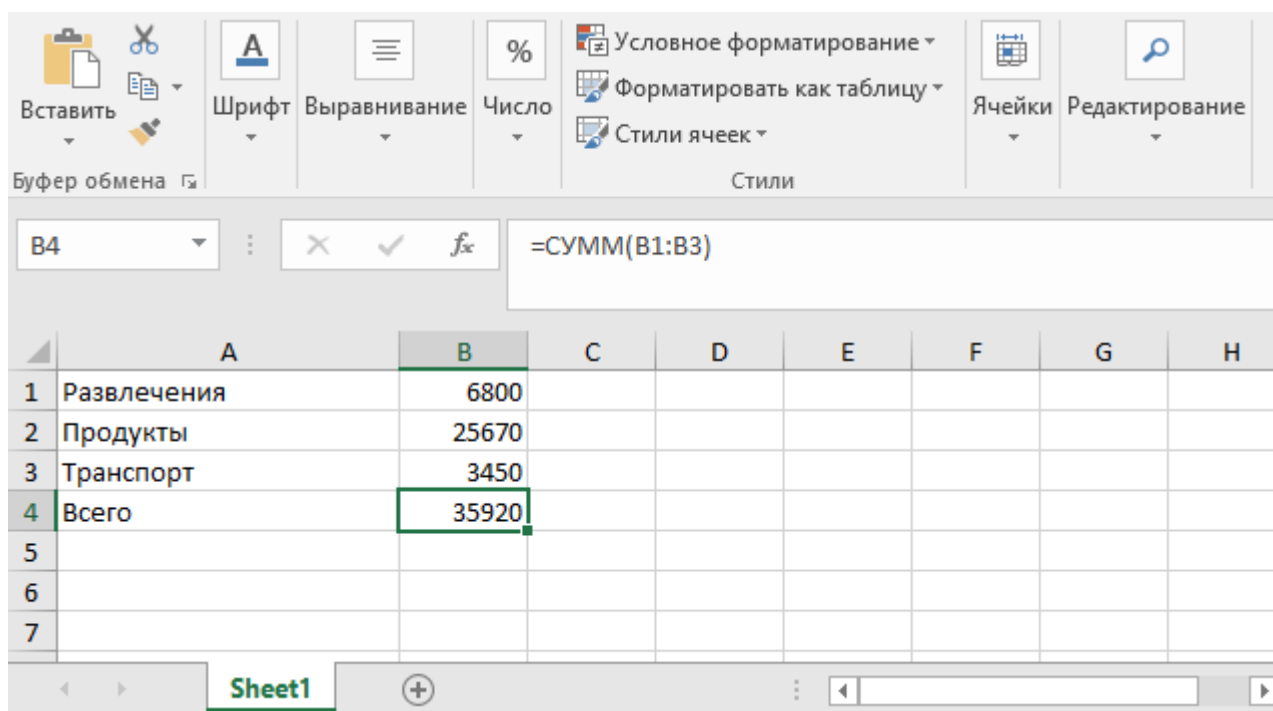 Вставить
Буфер обмена
Шрифт
Выравнивание
%
Число
Условное форматирование
Форматировать как таблицу
Стили ячеек
Стили
Ячейки
Редактирование
B4 fx =СУММ(B1:B3)
A B C D E F G H
1 Развлечения 6800
2 Продукты 25670
3 Транспорт 3450
4 Всего 35920
5
6
7
Sheet1